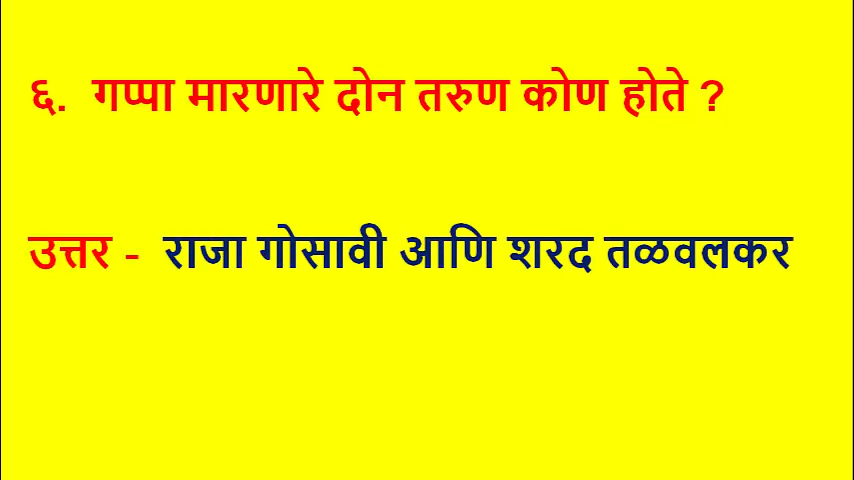 ६. गप्पा मारणारे दोन तरुण कोण होते ?
उत्तर - राजा गोसावी आणि शरद तळवलकर